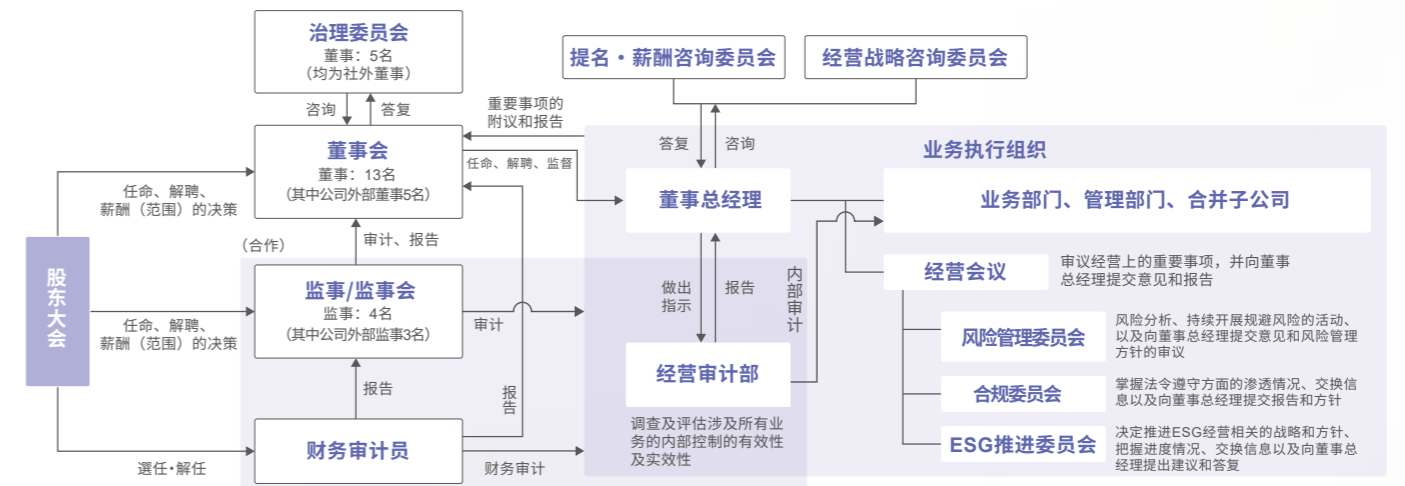 治理委员会
董事：5名
（均为社外董事）
咨询
答复
提名・薪酬咨询委员会
经营战略咨询委员会
重要事项的
附议和报告
董事会
董事：13名
（其中公司外部董事5名）
任命、解聘、监督
答复
咨询
业务执行组织
董事总经理
业务部门、管理部门、合并子公司
任命、解聘、
薪酬（范围）的决策
（合作）
审计、报告
股东大会
监事/监事会
监事：4名
（其中公司外部监事3名）
审计
做出
指示
报告
内部审计
经营会议
审议经营上的重要事项，并向董事
总经理提交意见和报告
任命、解聘、
薪酬（范围）的决策
风险管理委员会
风险分析、持续开展规避风险的活动、
以及向董事总经理提交意见和风险管理
方针的审议
经营审计部
报告
报告
合规委员会
掌握法令遵守方面的渗透情况、交换信
息以及向董事总经理提交报告和方针
调查及评估涉及所有业
务的内部控制的有效性
及实效性
财务审计员
選任・解任
财务审计
ESG推进委员会
决定推进ESG经营相关的战略和方针、
把握进度情况、交换信息以及向董事总
经理提出建议和答复